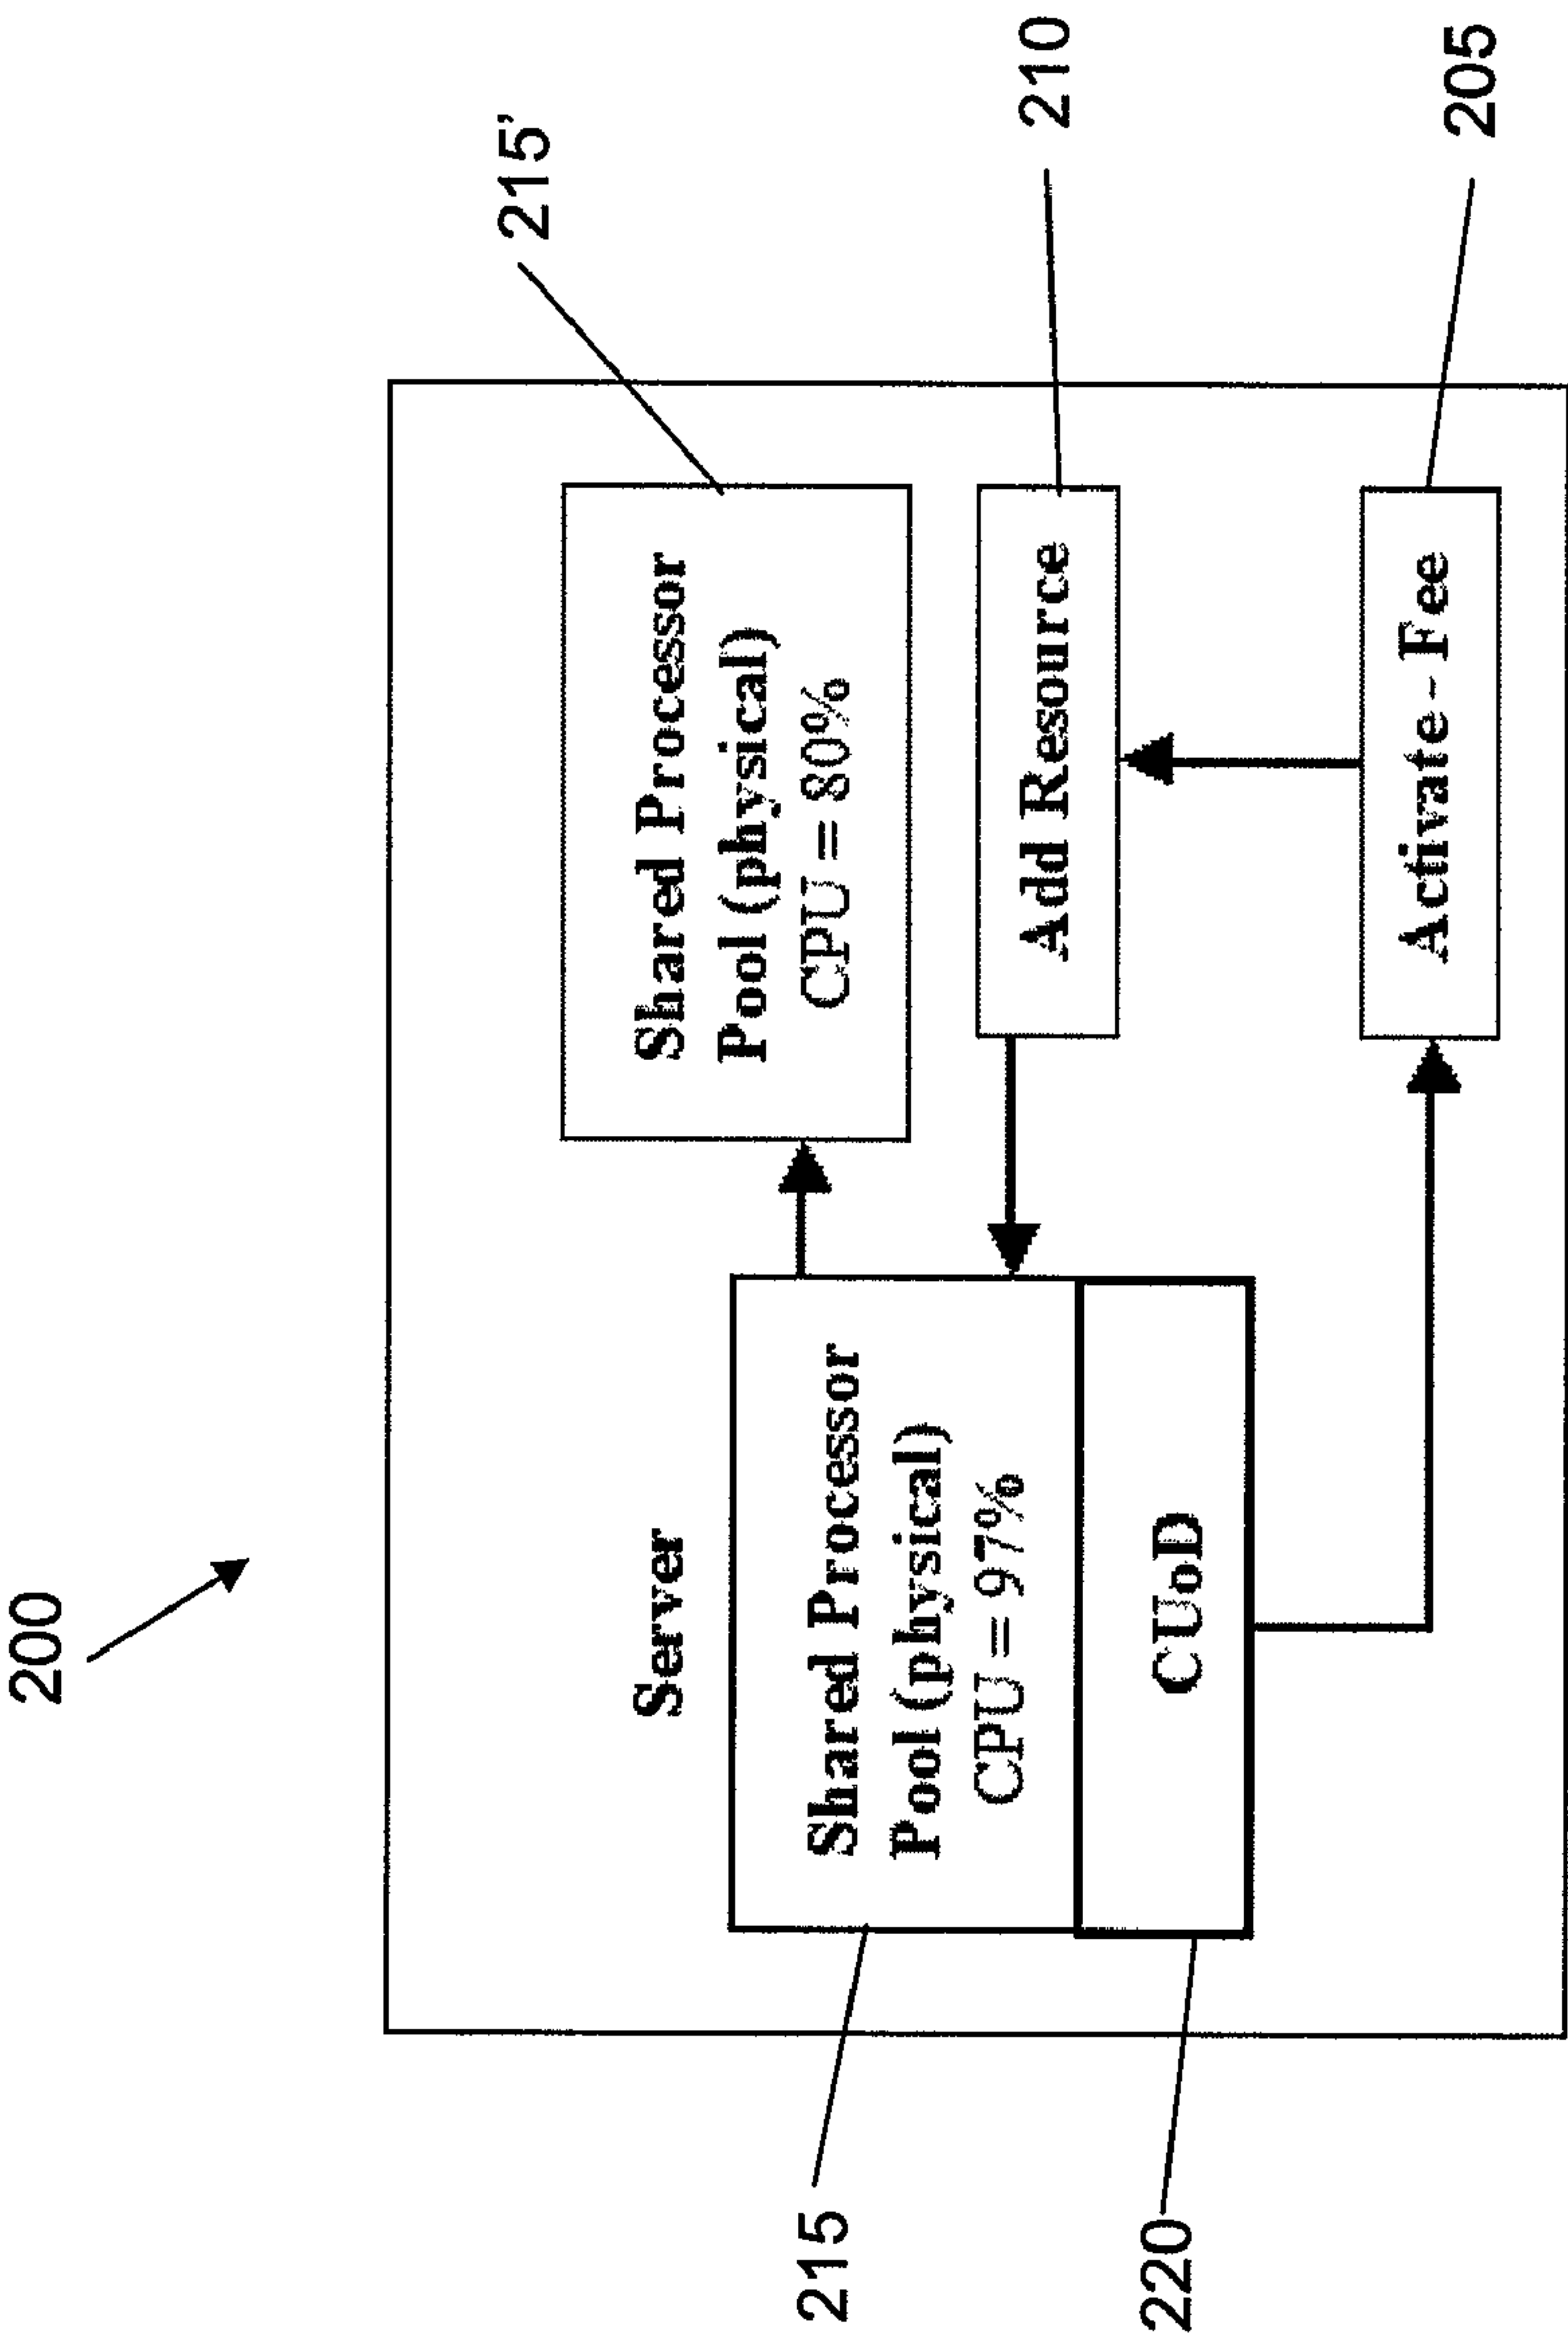 200
Server
Shared Processor
Pool (physical)
CPU = 97%
CUoD
Shared Processor
Pool (physical)
CPU = 80%
Add Resource
Activate - Fee
215
220
215'
210
205